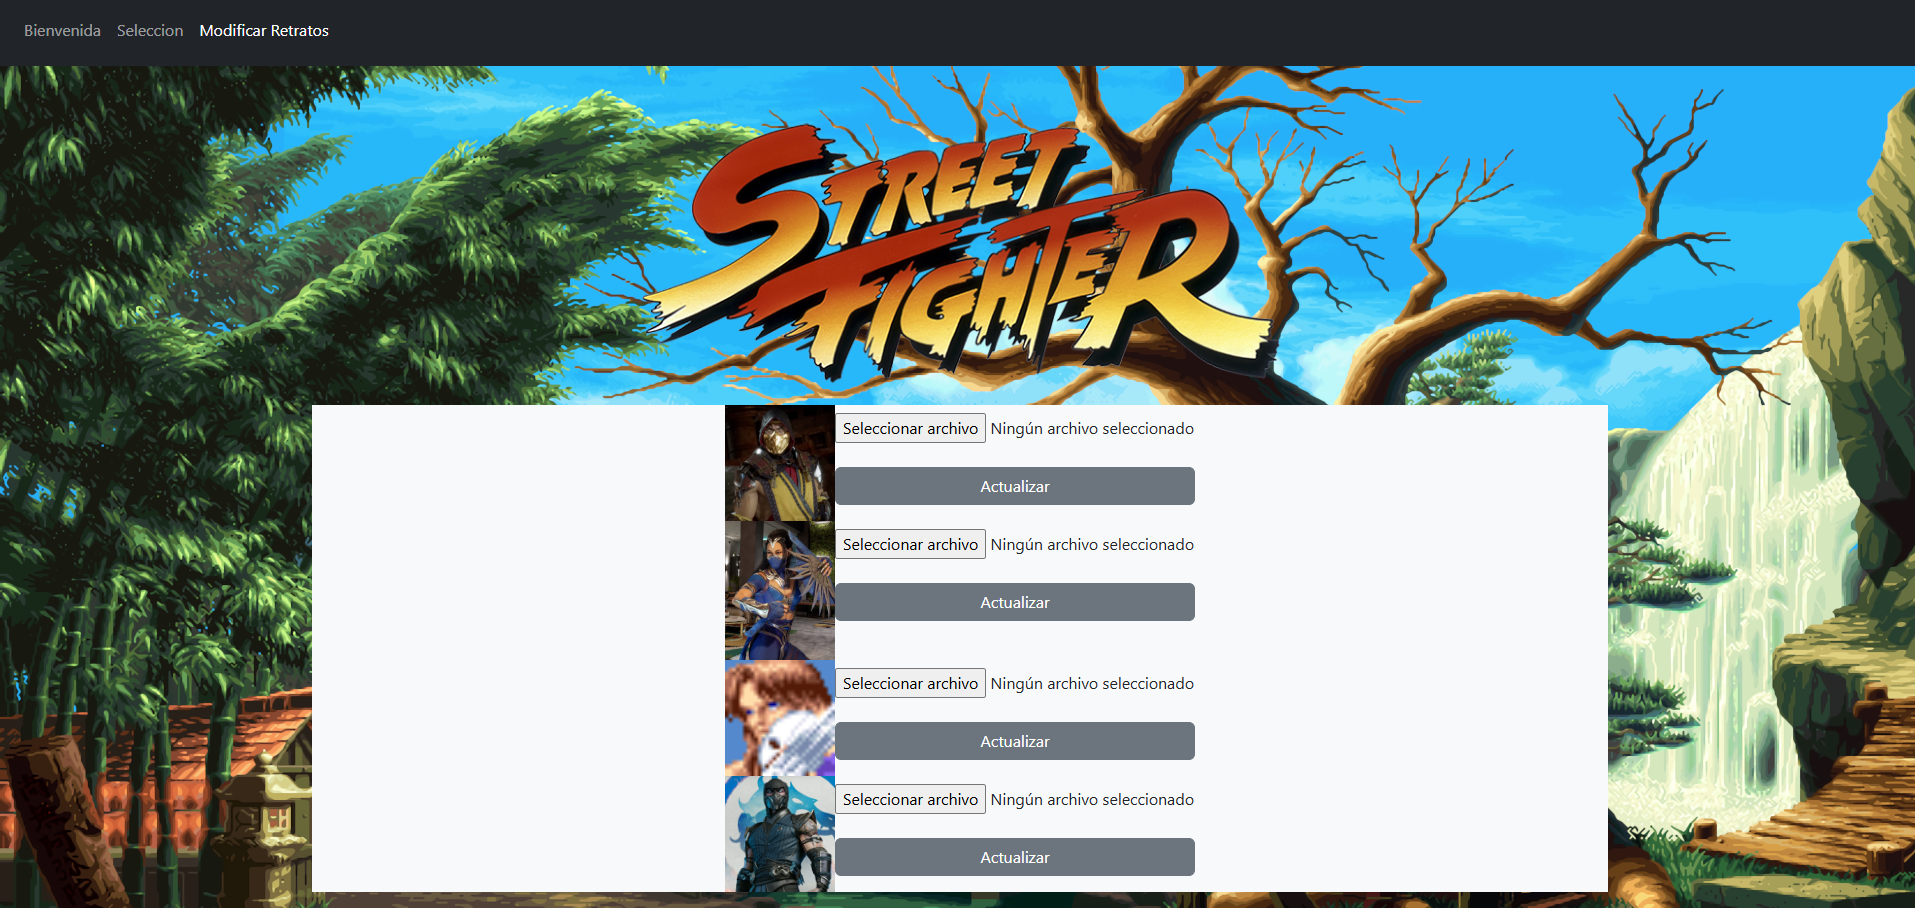 Bienvenida Seleccion Modificar Retratos
STREET
FIGHTER
Seleccionar archivo Ningún archivo seleccionado
Actualizar
Seleccionar archivo Ningún archivo seleccionado
Actualizar
Seleccionar archivo Ningún archivo seleccionado
Actualizar
Seleccionar archivo Ningún archivo seleccionado
Actualizar